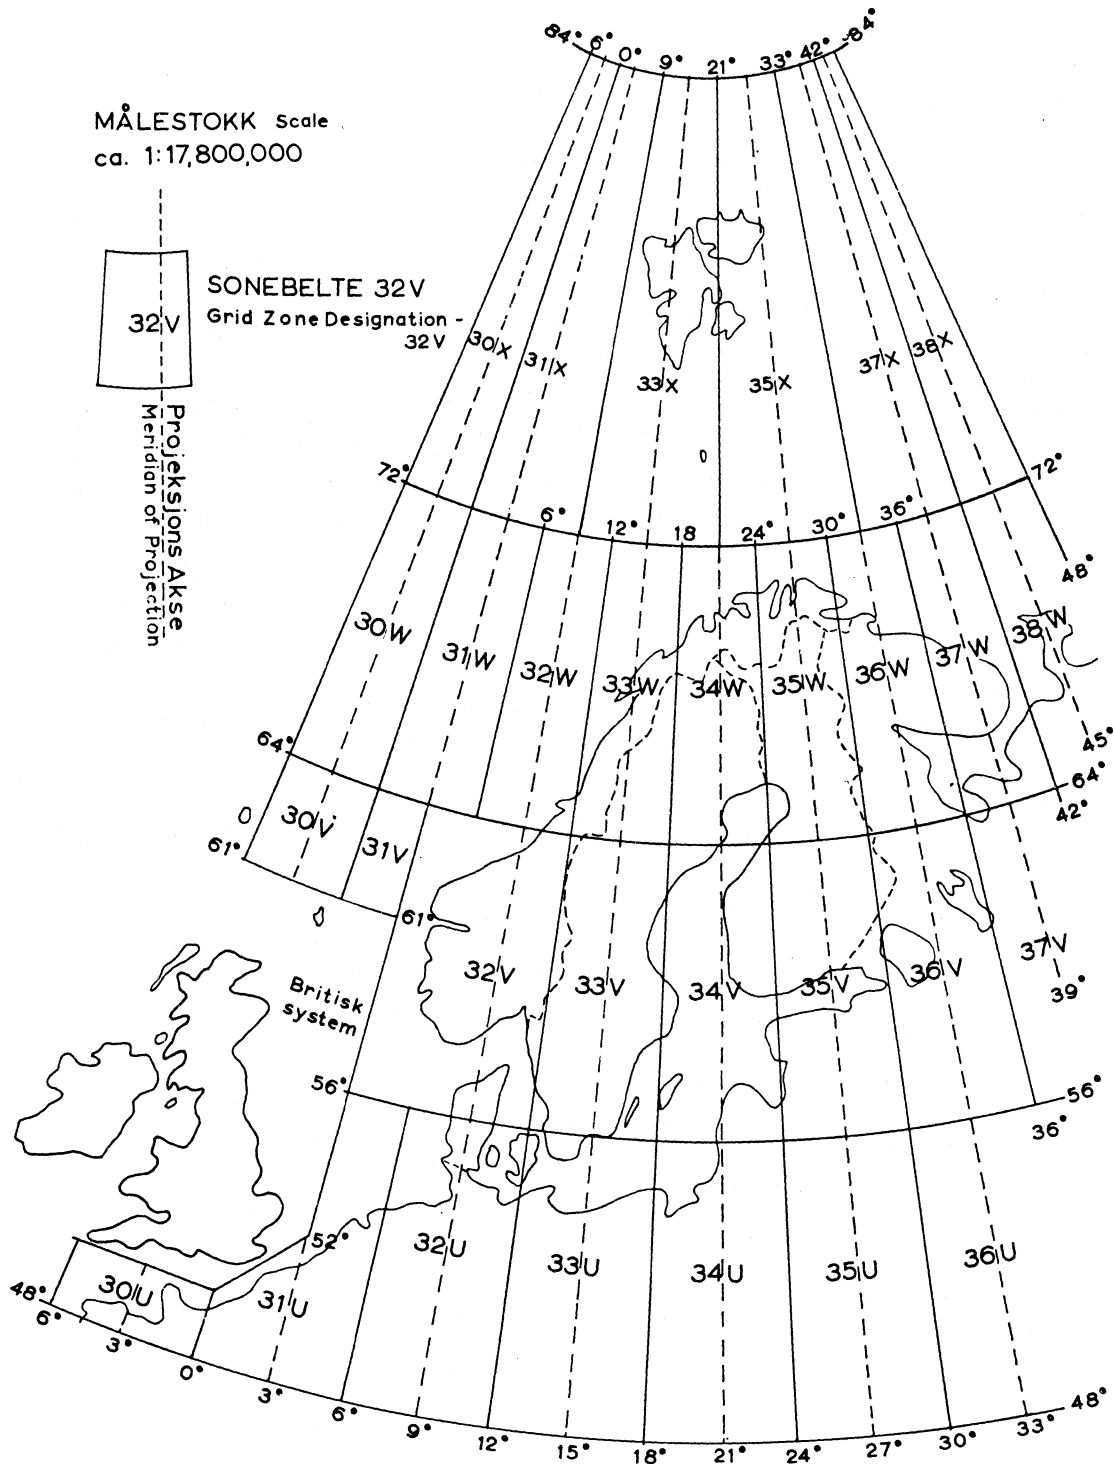 84° 6° 0° 9° 21° 33° 42° 84°
MÅLESTOKK Scale
ca. 1:17,800,000
32V
SONEBELTE 32V
Grid Zone Designation -
32V
Projeksjons Akse
Meridian of Projection
30X 31X 33X 35X 37X 38X
72° 72°
6° 12° 18 24° 30° 36°
48°
30W 31W 32W 33W 34W 35W 36W 37W 38W
45°
64° 64°
42°
30V 31V
61° 61°
32V 33V 34V 35V 36V 37V
39°
Britisk
system
56° 56°
36°
52°
30U 31U 32U 33U 34U 35U 36U
48° 48°
6° 3° 0° 3° 6° 9° 12° 15° 18° 21° 24° 27° 30° 33°